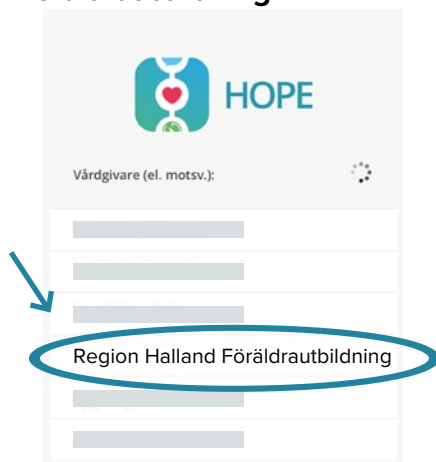 HOPE
Vårdgivare (el. motsv.):
Region Halland Föräldrautbildning